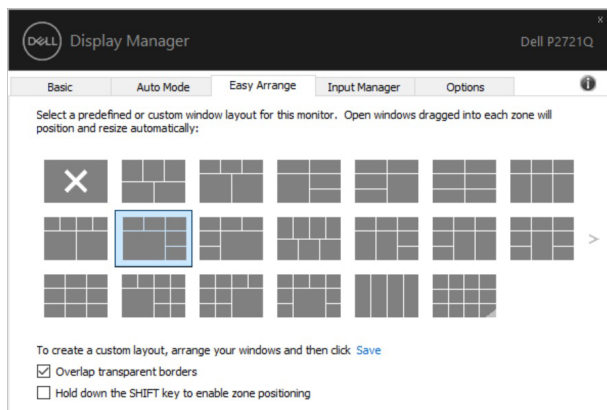 x
DELL Display Manager
Dell P2721Q
Basic Auto Mode Easy Arrange Input Manager Options i
Select a predefined or custom window layout for this monitor. Open windows dragged into each zone will
position and resize automatically:
>
To create a custom layout, arrange your windows and then click Save
Overlap transparent borders
Hold down the SHIFT key to enable zone positioning